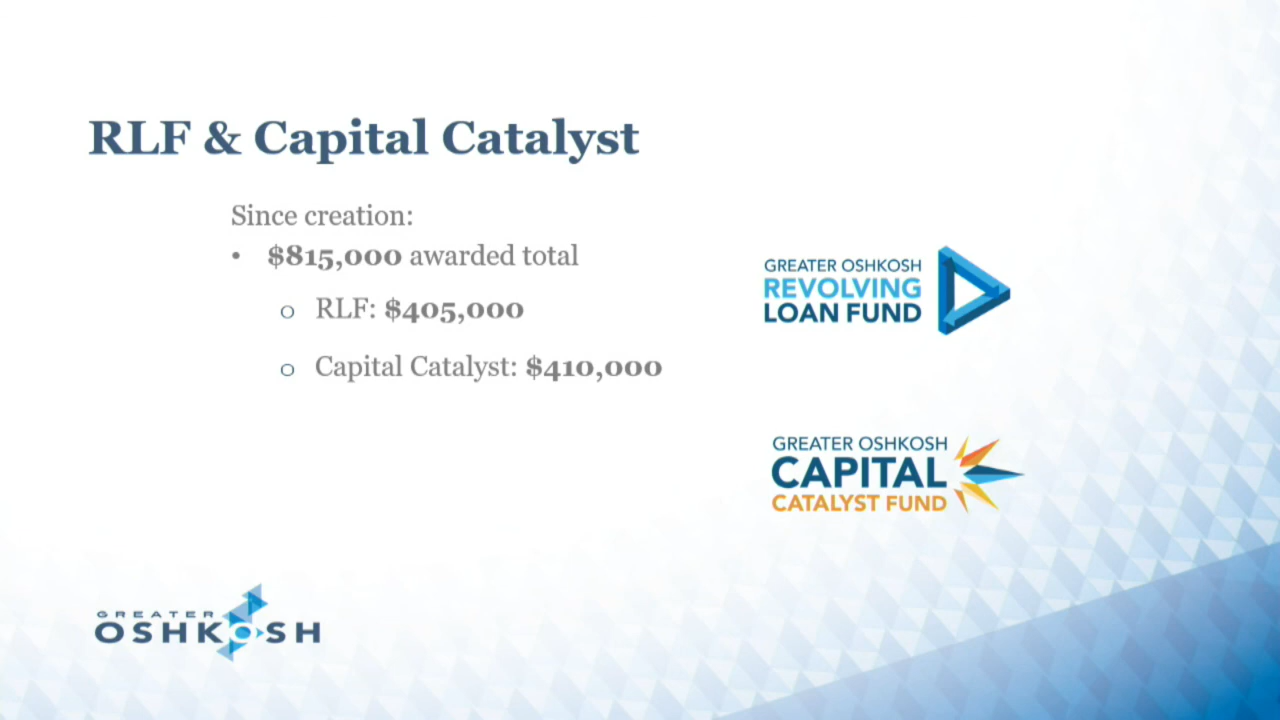 RLF & Capital Catalyst
Since creation:
• $815,000 awarded total
o RLF: $405,000
o Capital Catalyst: $410,000
GREATER OSHKOSH
REVOLVING
LOAN FUND
GREATER OSHKOSH
CAPITAL
CATALYST FUND
GREATER
OSHKOSH